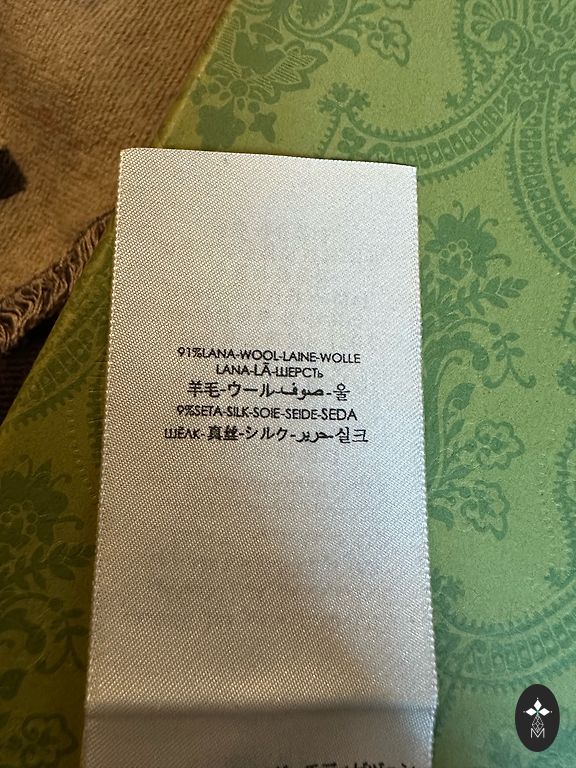 91%LANA-WOOL-LAINE-WOLLE
LANA-LÃ-ШЕРСТЬ
羊毛-ウール-صوف-울
9%SETA-SILK-SOIE-SEIDE-SEDA
ШЁЛК-真丝-シルク-حرير-실크
M